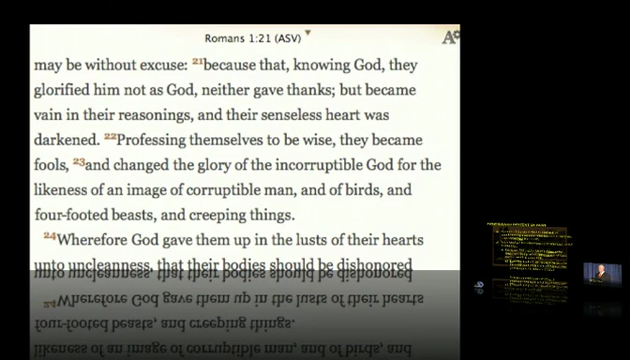 Romans 1:21 (ASV)
may be without excuse: 21because that, knowing God, they
glorified him not as God, neither gave thanks; but became
vain in their reasonings, and their senseless heart was
darkened. 22Professing themselves to be wise, they became
fools, 23and changed the glory of the incorruptible God for the
likeness of an image of corruptible man, and of birds, and
four-footed beasts, and creeping things.
24Wherefore God gave them up in the lusts of their hearts
unto uncleanness, that their bodies should be dishonored